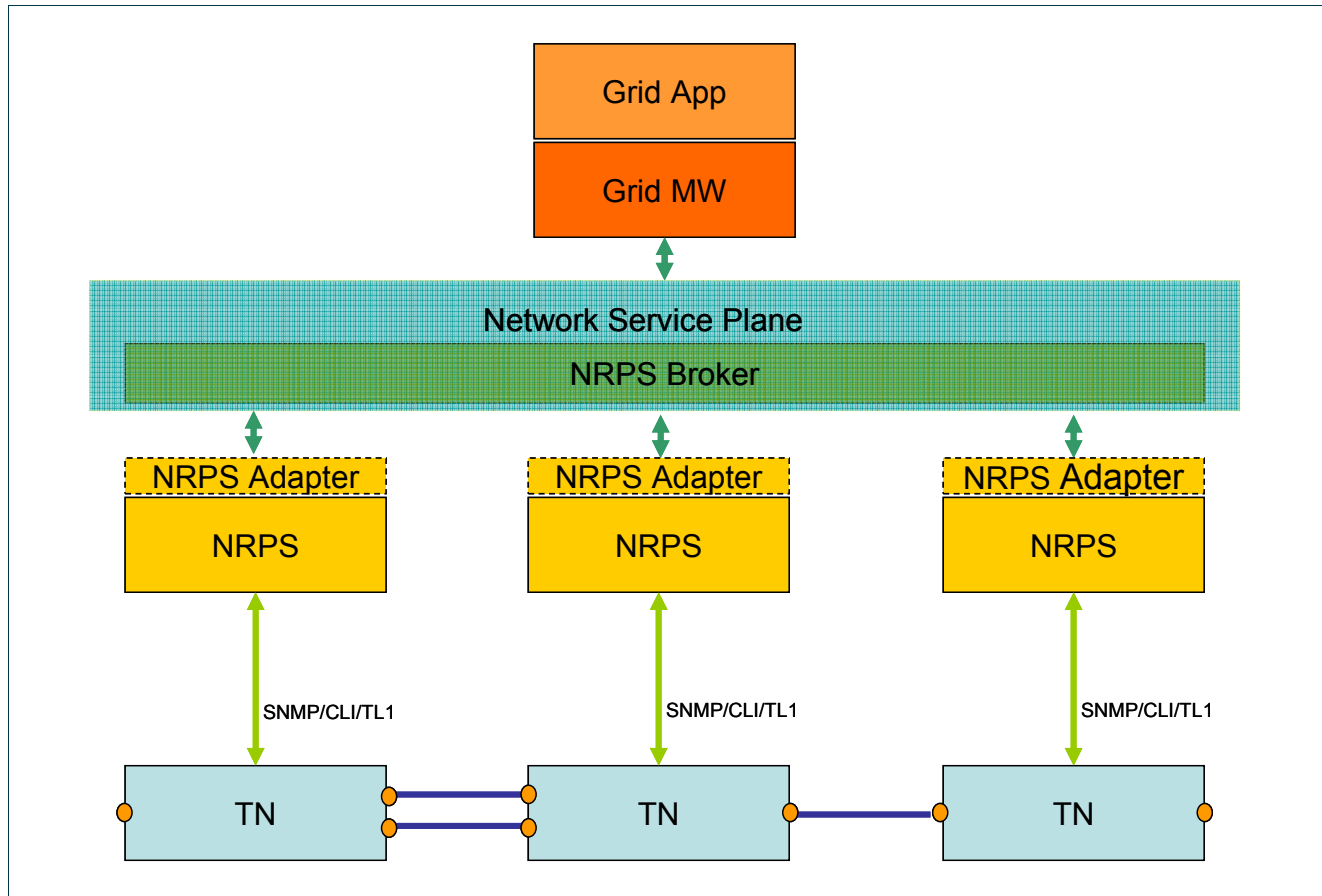 Grid App
Grid MW
Network Service Plane
NRPS Broker
NRPS Adapter
NRPS Adapter
NRPS Adapter
NRPS
NRPS
NRPS
SNMP/CLI/TL1
SNMP/CLI/TL1
SNMP/CLI/TL1
TN
TN
TN